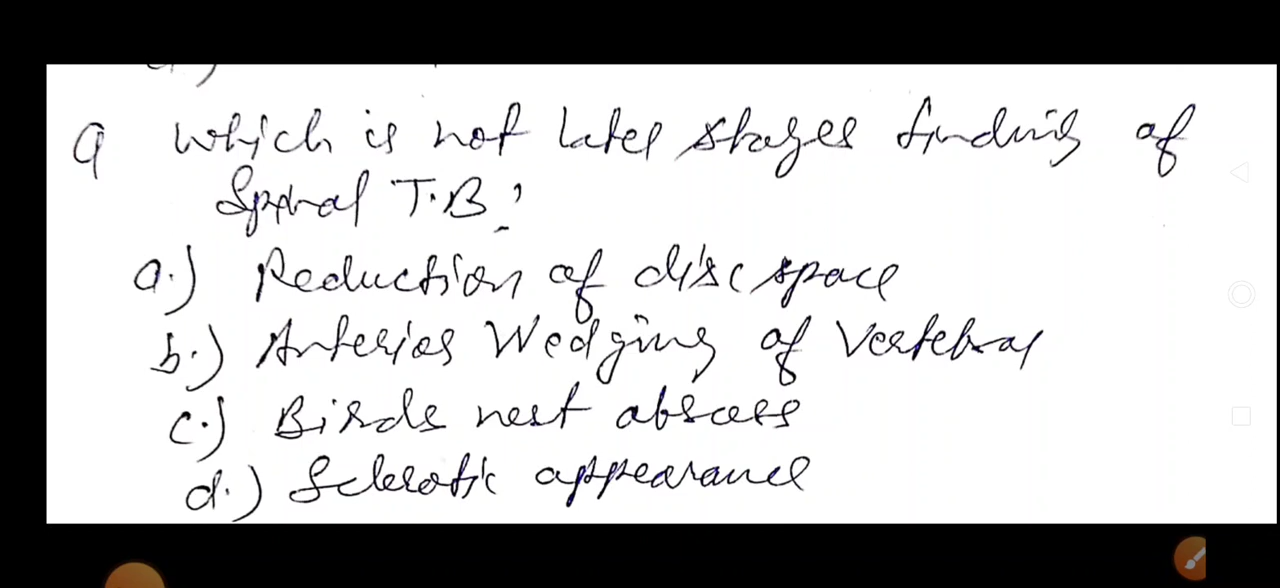 Q which is not later stages finding of
Spinal T.B?
a.) Reduction of disc space
b.) Anterior Wedging of Vertebral
c.) Birds nest abscess
d.) Sclerotic appearance